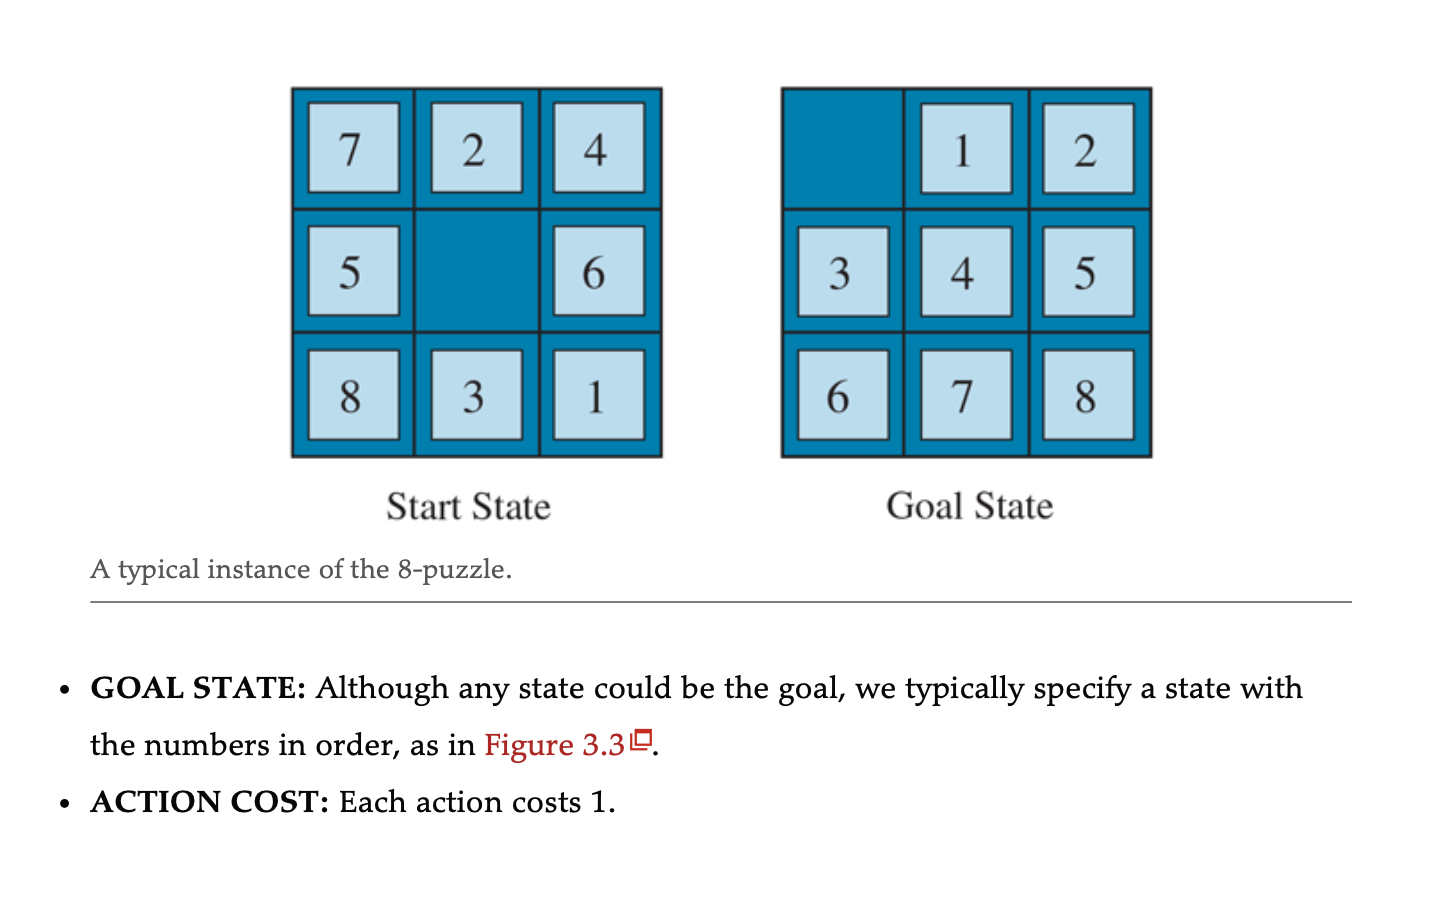 7 2 4 1 2
5 6 3 4 5
8 3 1 6 7 8
Start State Goal State
A typical instance of the 8-puzzle.
• GOAL STATE: Although any state could be the goal, we typically specify a state with
the numbers in order, as in Figure 3.3.
• ACTION COST: Each action costs 1.